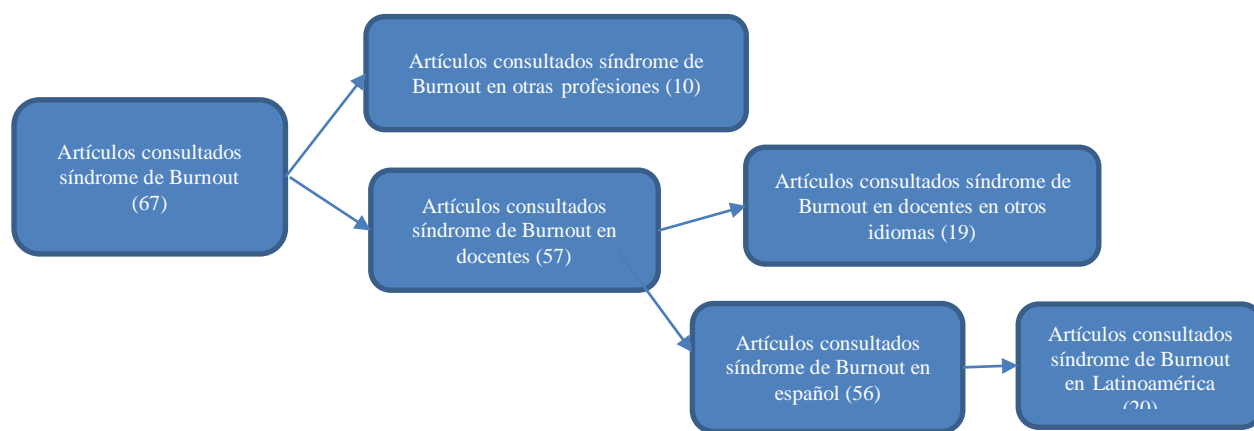 Artículos consultados
síndrome de Burnout
(67)
Artículos consultados síndrome de
Burnout en otras profesiones (10)
Artículos consultados
síndrome de Burnout en
docentes (57)
Artículos consultados síndrome de
Burnout en docentes en otros
idiomas (19)
Artículos consultados
síndrome de Burnout en
español (56)
Artículos consultados
síndrome de Burnout
en Latinoamérica
(20)